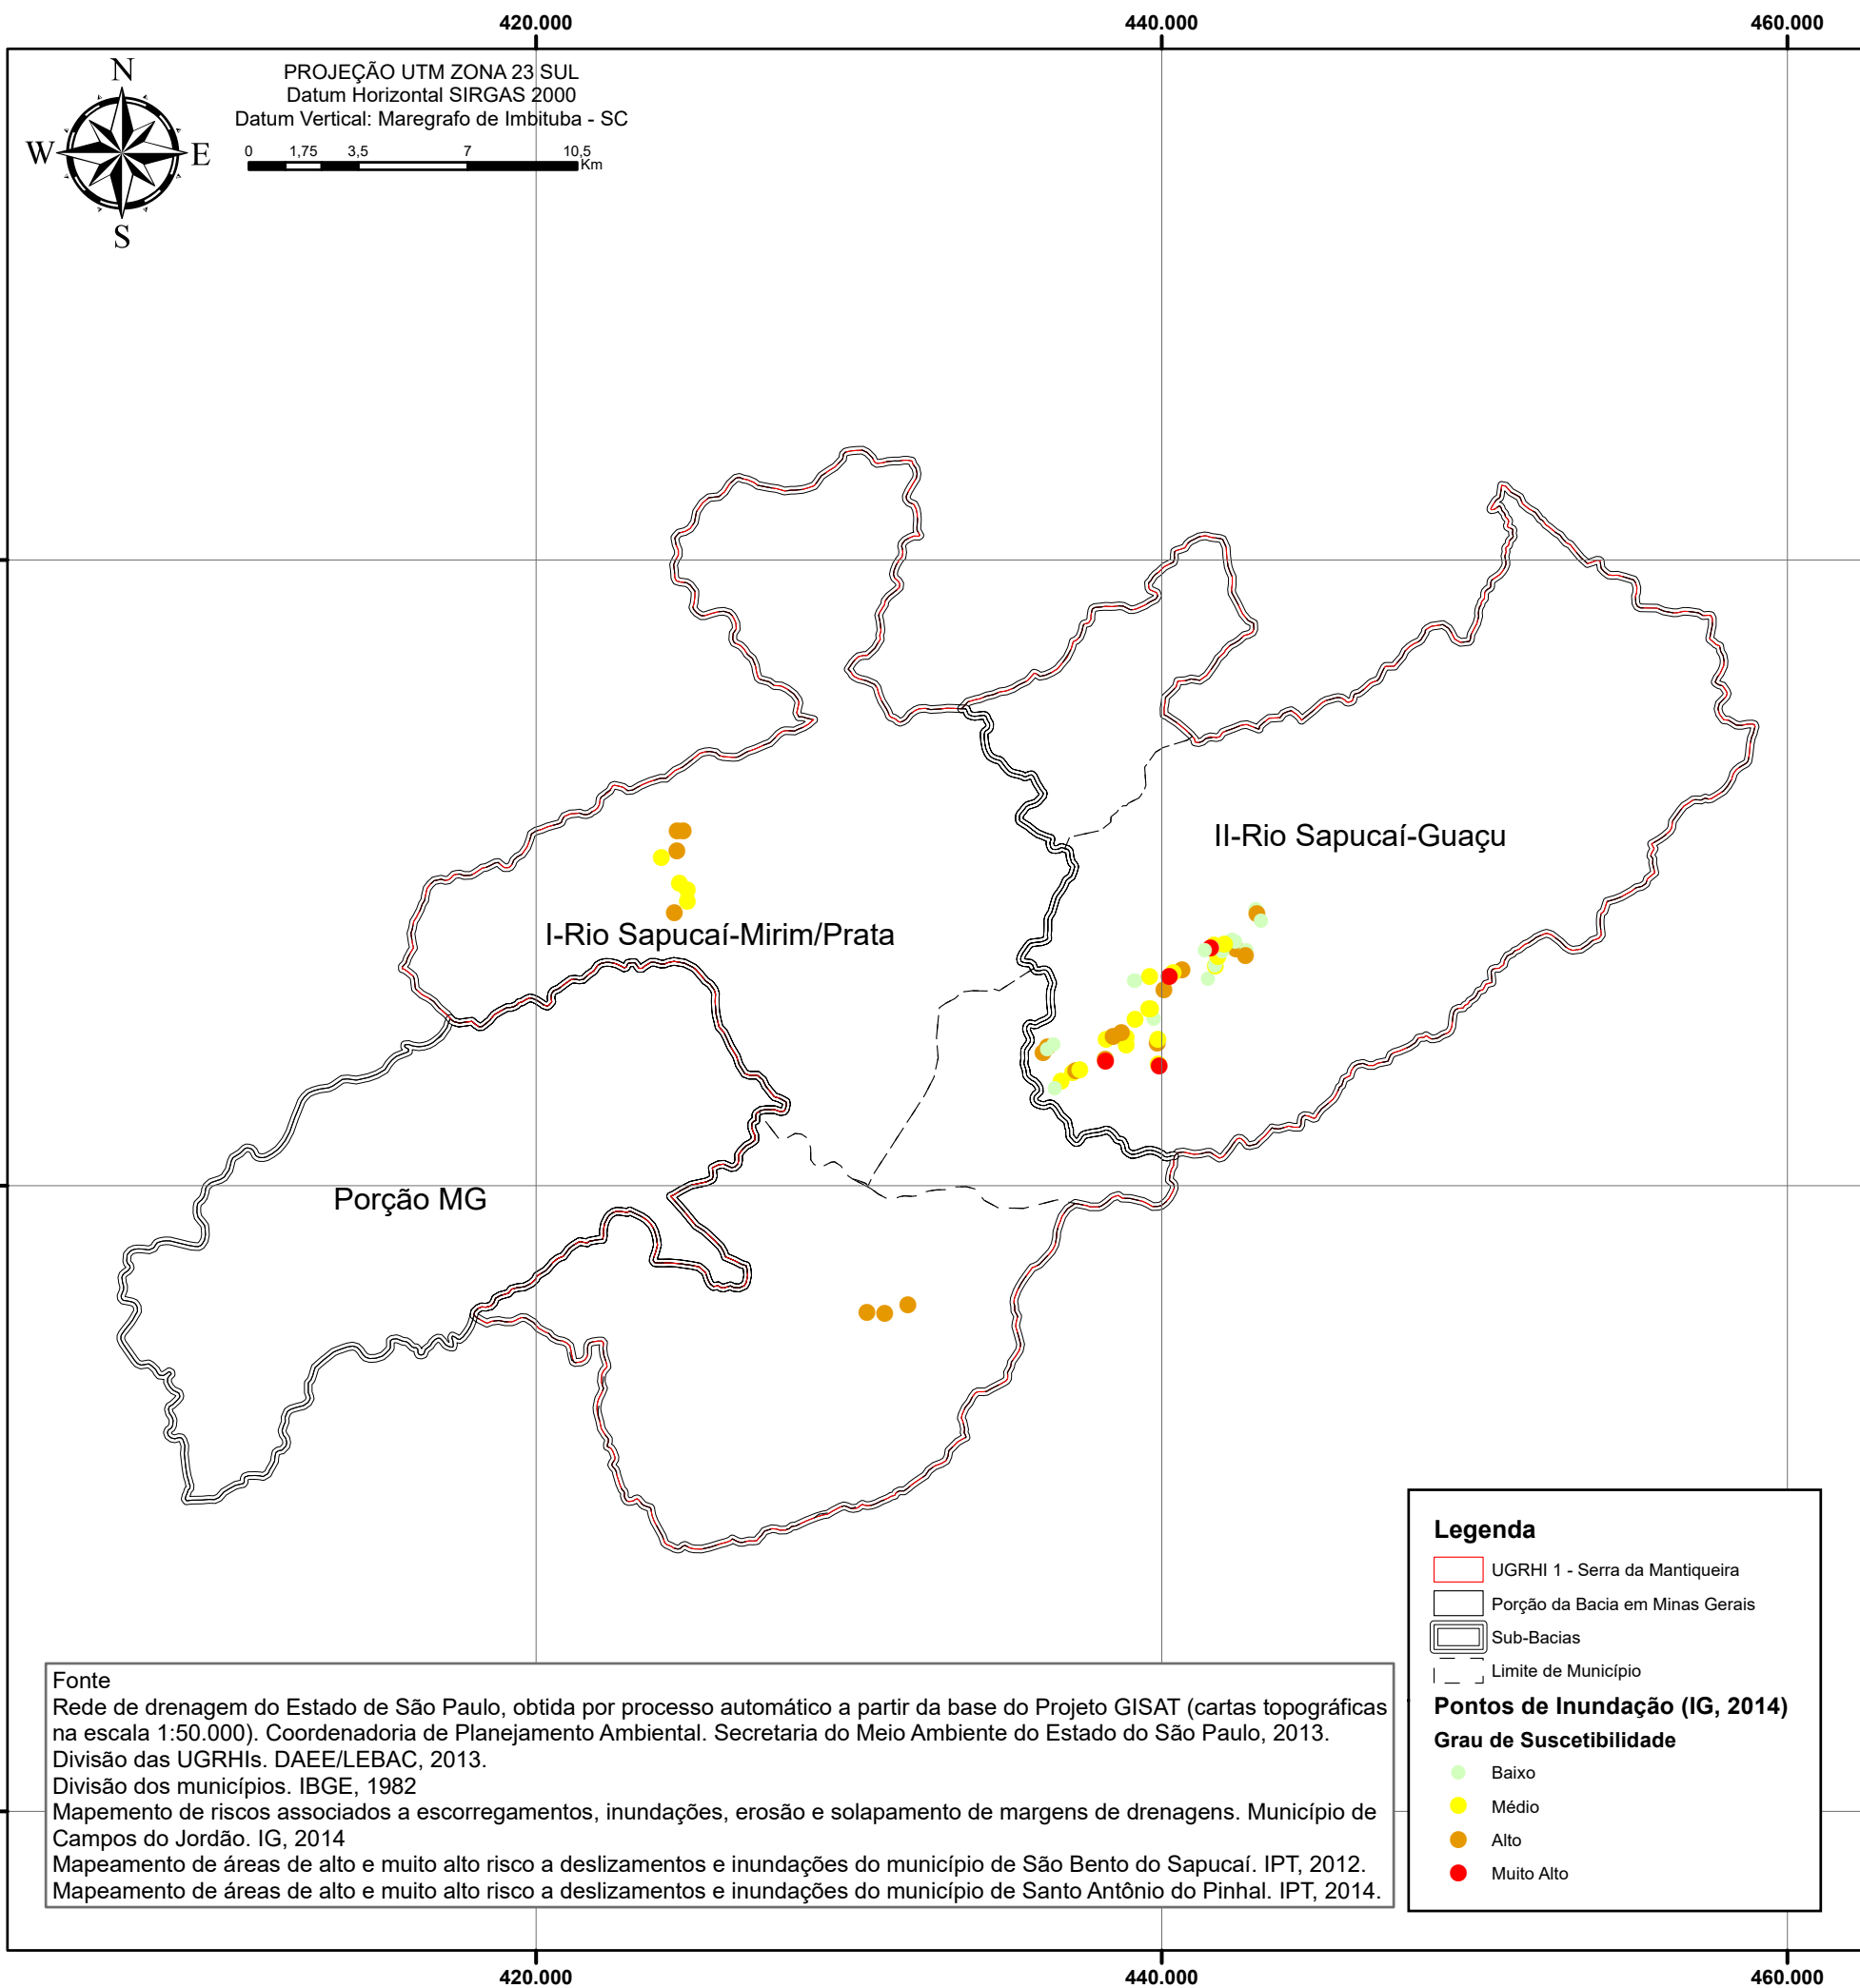 420.000
440.000
460.000
N
W
E
S
PROJEÇÃO UTM ZONA 23 SUL
Datum Horizontal SIRGAS 2000
Datum Vertical: Maregrafo de Imbituba - SC
0 1,75 3,5 7 10,5
Km
II-Rio Sapucaí-Guaçu
I-Rio Sapucaí-Mirim/Prata
Porção MG
Legenda
UGRHI 1 - Serra da Mantiqueira
Porção da Bacia em Minas Gerais
Sub-Bacias
Limite de Município
Pontos de Inundação (IG, 2014)
Grau de Suscetibilidade
Baixo
Médio
Alto
Muito Alto
Fonte
Rede de drenagem do Estado de São Paulo, obtida por processo automático a partir da base do Projeto GISAT (cartas topográficas
na escala 1:50.000). Coordenadoria de Planejamento Ambiental. Secretaria do Meio Ambiente do Estado do São Paulo, 2013.
Divisão das UGRHIs. DAEE/LEBAC, 2013.
Divisão dos municípios. IBGE, 1982
Mapemento de riscos associados a escorregamentos, inundações, erosão e solapamento de margens de drenagens. Município de
Campos do Jordão. IG, 2014
Mapeamento de áreas de alto e muito alto risco a deslizamentos e inundações do município de São Bento do Sapucaí. IPT, 2012.
Mapeamento de áreas de alto e muito alto risco a deslizamentos e inundações do município de Santo Antônio do Pinhal. IPT, 2014.
420.000
440.000
460.000